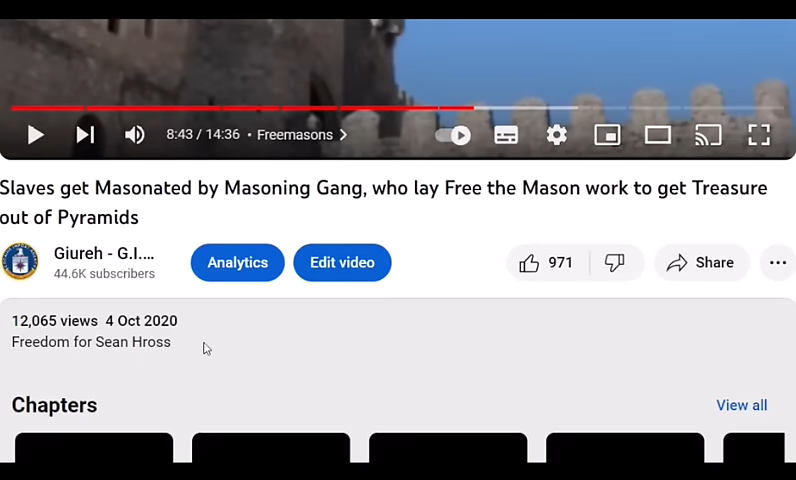 8:43 / 14:36 • Freemasons
Slaves get Masonated by Masoning Gang, who lay Free the Mason work to get Treasure
out of Pyramids
Giureh - G.I....
44.6K subscribers
Analytics
Edit video
971
Share
12,065 views 4 Oct 2020
Freedom for Sean Hross
Chapters
View all